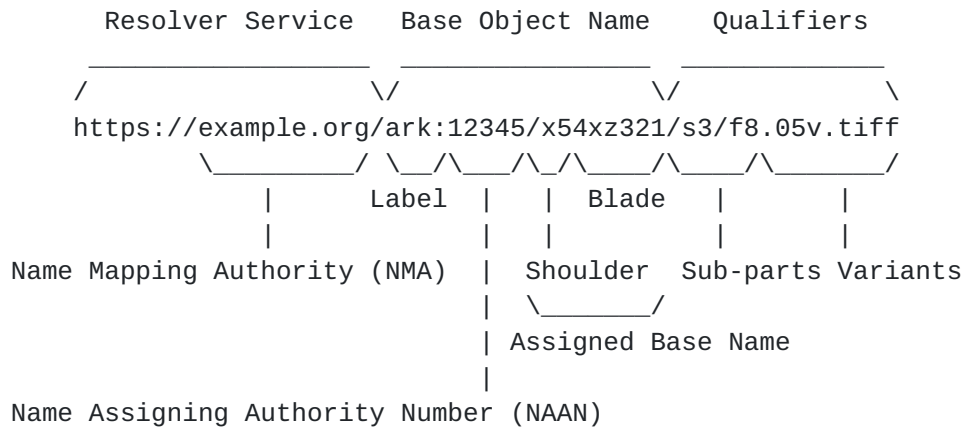 Resolver Service Base Object Name Qualifiers
https://example.org/ark:12345/x54xz321/s3/f8.05v.tiff
Label Blade
Name Mapping Authority (NMA) Shoulder Sub-parts Variants
Assigned Base Name
Name Assigning Authority Number (NAAN)